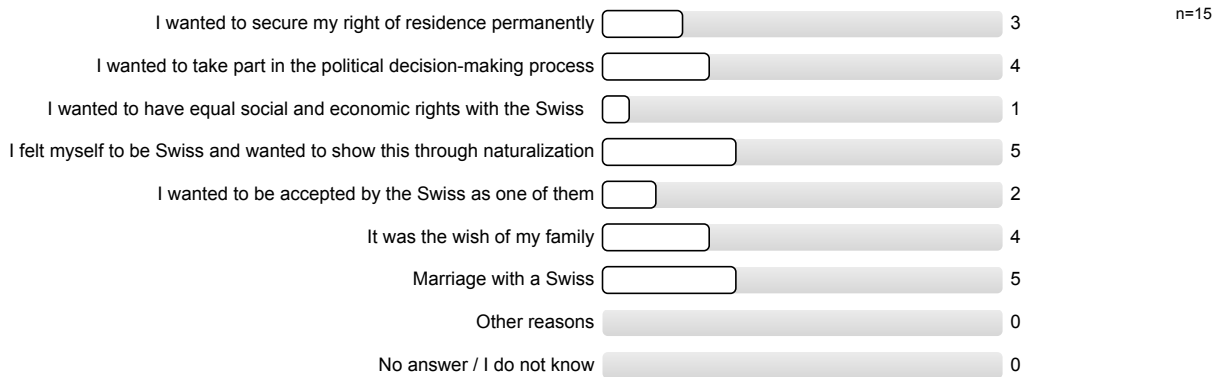 I wanted to secure my right of residence permanently 3 n=15
I wanted to take part in the political decision-making process 4
I wanted to have equal social and economic rights with the Swiss 1
I felt myself to be Swiss and wanted to show this through naturalization 5
I wanted to be accepted by the Swiss as one of them 2
It was the wish of my family 4
Marriage with a Swiss 5
Other reasons 0
No answer / I do not know 0